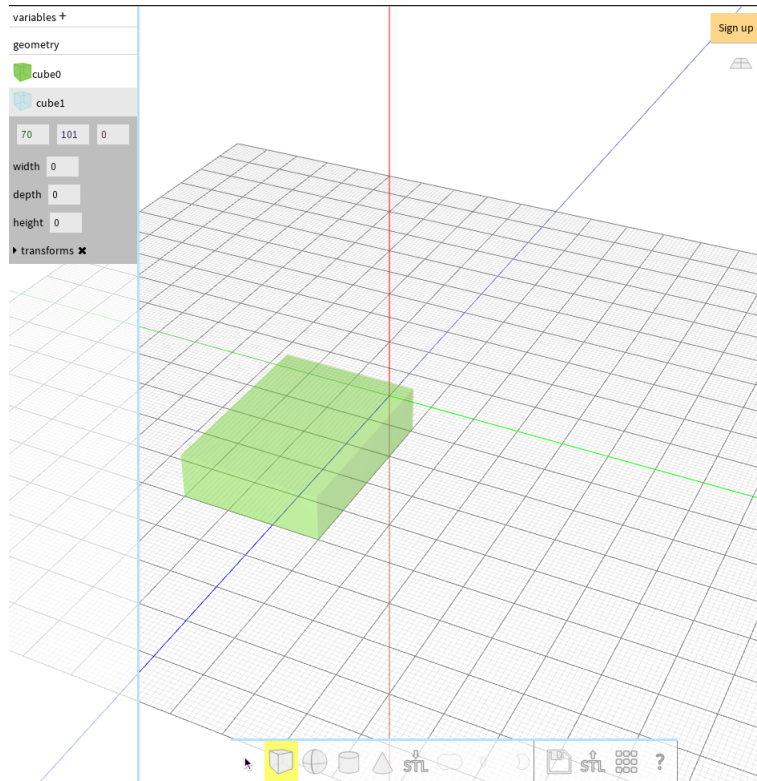 variables +
Sign up
geometry
cube0
cube1
70 101 0
width 0
depth 0
height 0
transforms ✖
STL STL ?